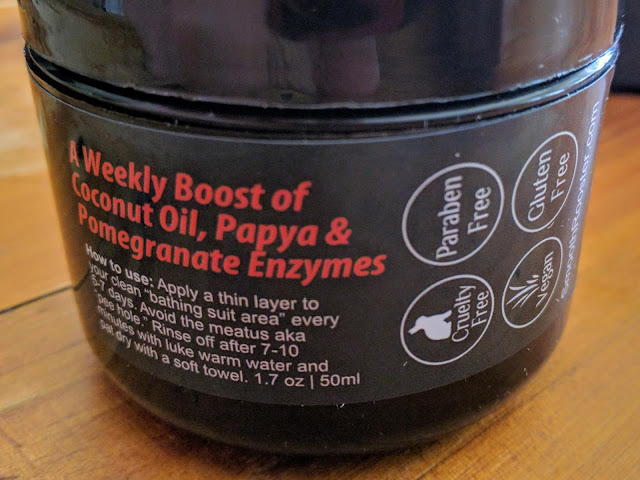 A Weekly Boost of
Coconut Oil, Papya &
Pomegranate Enzymes
How to use: Apply a thin layer to
your clean "bathing suit area" every
5-7 days. Avoid the meatus aka
"pee hole." Rinse off after 7-10
minutes with luke warm water and
pat dry with a soft towel. 1.7 oz | 50ml
Paraben
Free
Gluten
Free
Cruelty
Free
Vegan